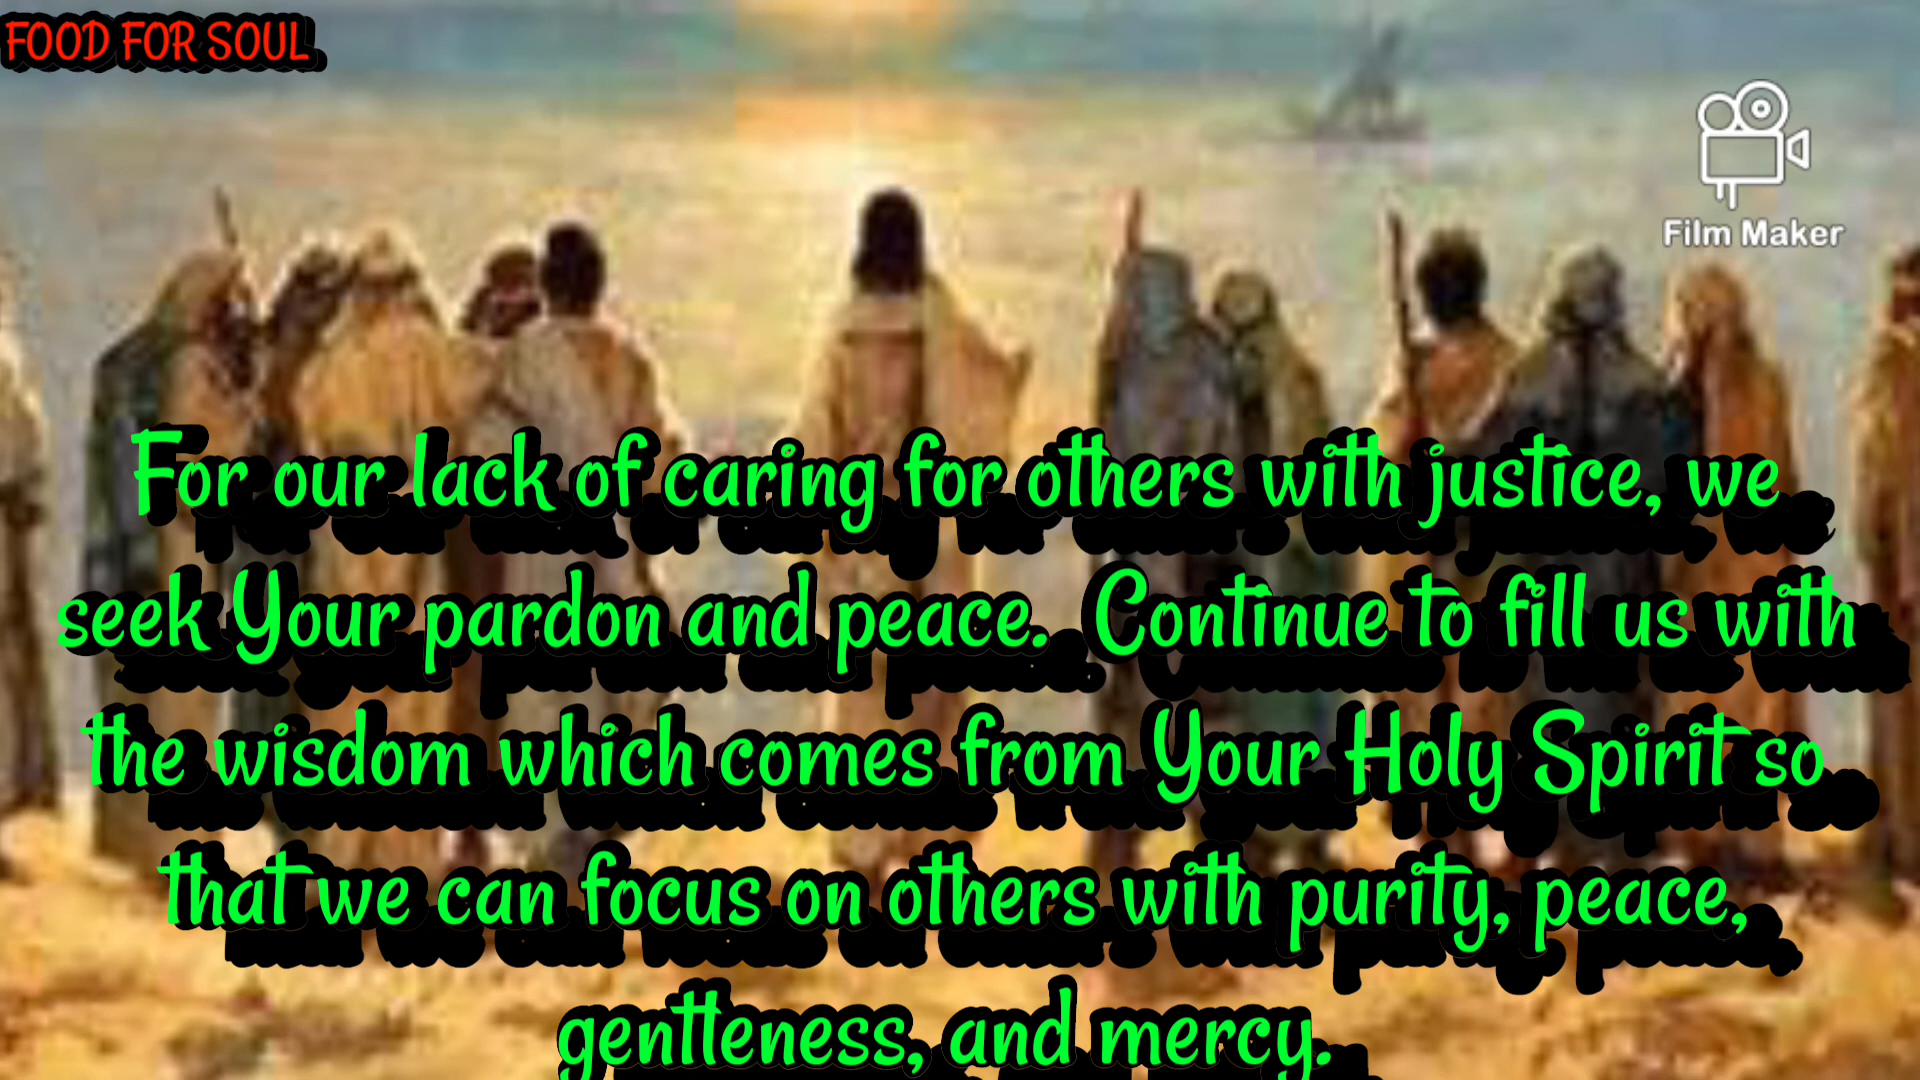 FOOD FOR SOUL
Film Maker
For our lack of caring for others with justice, we
seek Your pardon and peace. Continue to fill us with
the wisdom which comes from Your Holy Spirit so
that we can focus on others with purity, peace,
gentleness, and mercy.